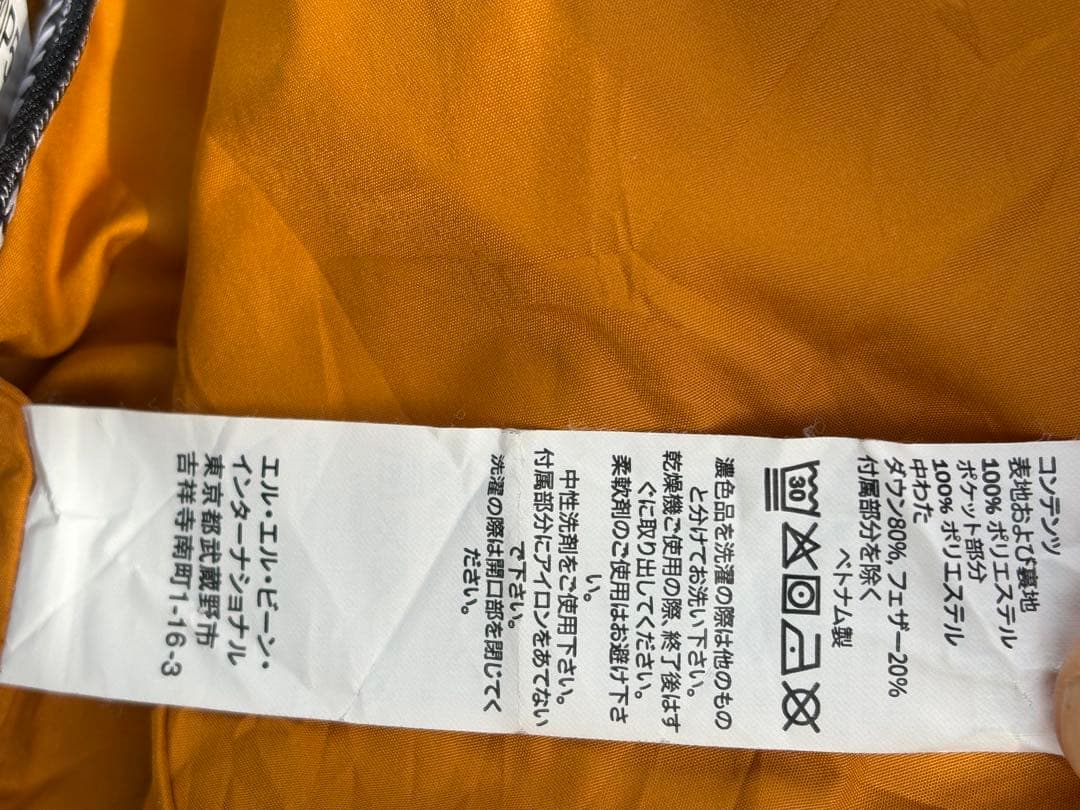 コンテンツ
表地および裏地
100% ポリエステル
ポケット部分
100% ポリエステル
中わた
ダウン80%, フェザー20%
付属部分を除く
ベトナム製
30
濃色品を洗濯の際は他のもの
と分けてお洗い下さい。
乾燥機ご使用の際、終了後はす
ぐに取り出してください。
柔軟剤のご使用はお避け下さ
い。
中性洗剤をご使用下さい。
付属部分にアイロンをあてない
で下さい。
洗濯の際は開口部を閉じてく
ださい。
エル・エル・ビーン・
インターナショナル
東京都武蔵野市
吉祥寺南町1-16-3